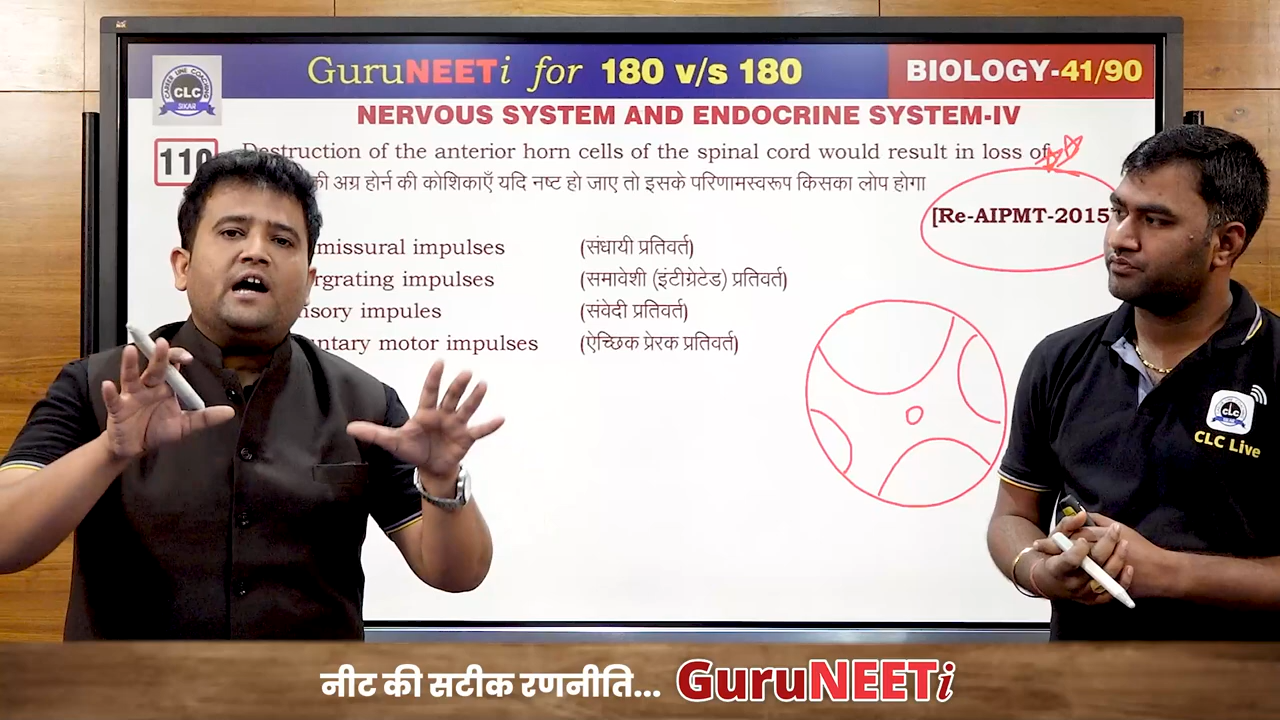 GuruNEETi for 180 v/s 180
BIOLOGY-41/90
CLC
SIKAR
NERVOUS SYSTEM AND ENDOCRINE SYSTEM-IV
110
Destruction of the anterior horn cells of the spinal cord would result in loss of
की अग्र होर्न की कोशिकाएँ यदि नष्ट हो जाए तो इसके परिणामस्वरूप किसका लोप होगा
[Re-AIPMT-2015
missural impulses (संधायी प्रतिवर्त)
rgrating impulses (समावेशी (इंटीग्रेटेड) प्रतिवर्त)
nsory impules (संवेदी प्रतिवर्त)
untary motor impulses (ऐच्छिक प्रेरक प्रतिवर्त)
CLC
CLC Live
नीट की सटीक रणनीति... GuruNEETi